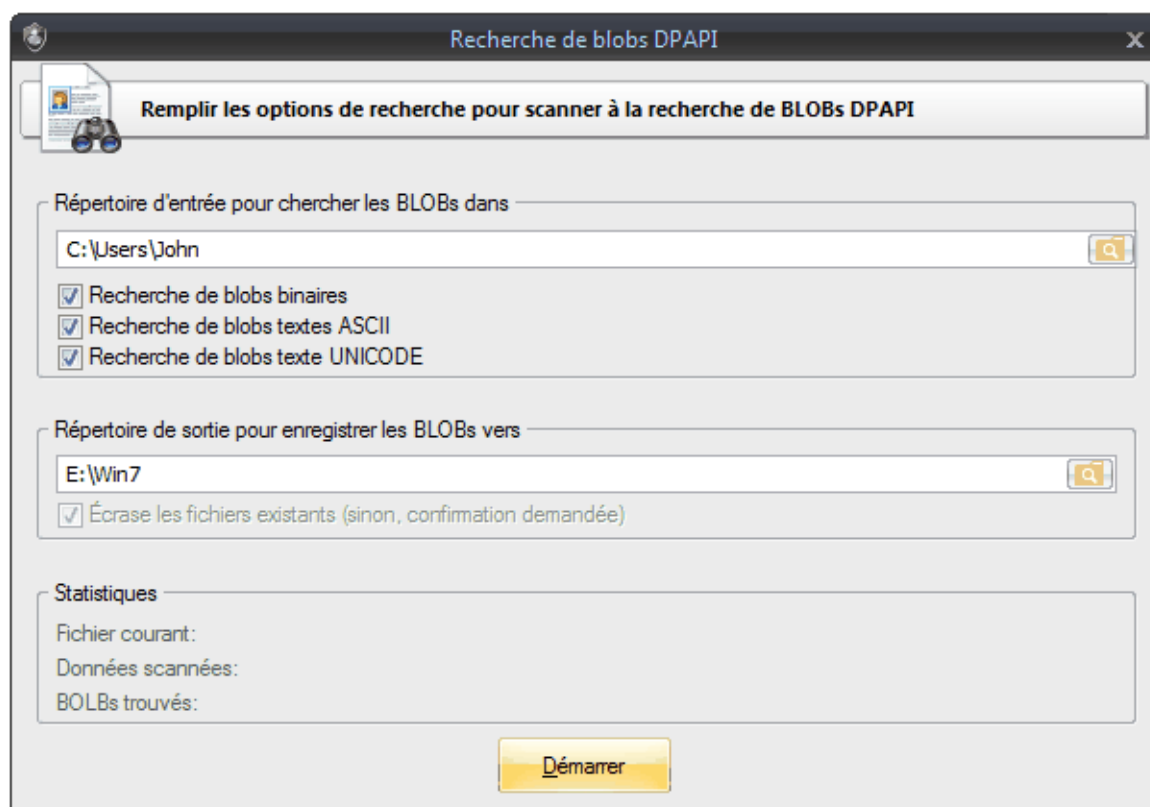 Recherche de blobs DPAPI
Remplir les options de recherche pour scanner à la recherche de BLOBs DPAPI
Répertoire d'entrée pour chercher les BLOBs dans
C:\Users\John
Recherche de blobs binaires
Recherche de blobs textes ASCII
Recherche de blobs texte UNICODE
Répertoire de sortie pour enregistrer les BLOBs vers
E:\Win7
Écrase les fichiers existants (sinon, confirmation demandée)
Statistiques
Fichier courant:
Données scannées:
BOLBs trouvés:
Démarrer